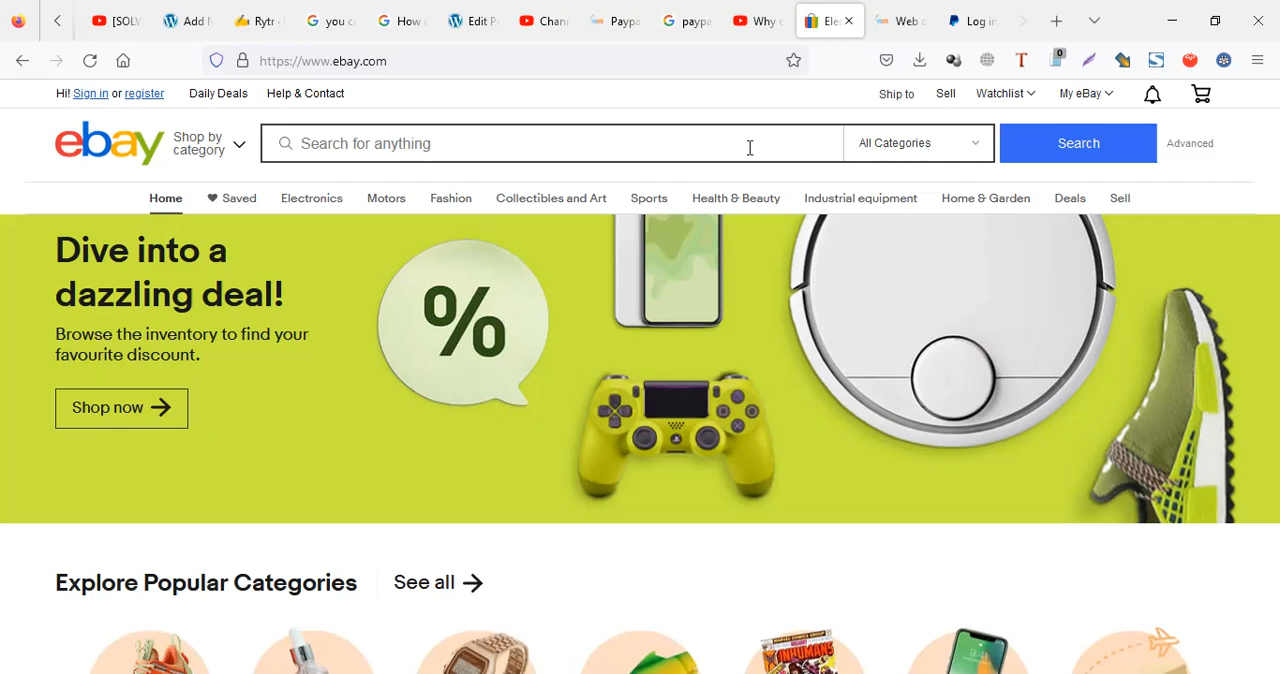 [SOLV
Add N
Rytr -
you c
How
Edit P
Chan
Paypa
paypa
Why c
Elec
Web c
Log in
https://www.ebay.com
T
0
S
Hi! Sign in or register
Daily Deals
Help & Contact
Ship to
Sell
Watchlist
My eBay
ebay
Shop by category
Search for anything
All Categories
Search
Advanced
Home
Saved
Electronics
Motors
Fashion
Collectibles and Art
Sports
Health & Beauty
Industrial equipment
Home & Garden
Deals
Sell
Dive into a
dazzling deal!
Browse the inventory to find your
favourite discount.
Shop now
%
Explore Popular Categories
See all
INHUMANS